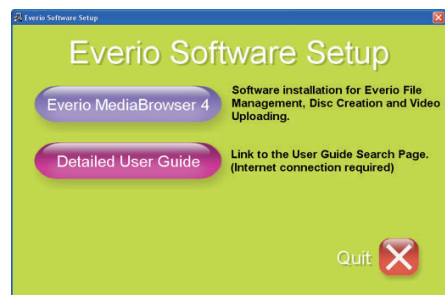 Everio Software Setup
Everio Software Setup
Everio MediaBrowser 4
Software installation for Everio File
Management, Disc Creation and Video
Uploading.
Detailed User Guide
Link to the User Guide Search Page.
(Internet connection required)
Quit